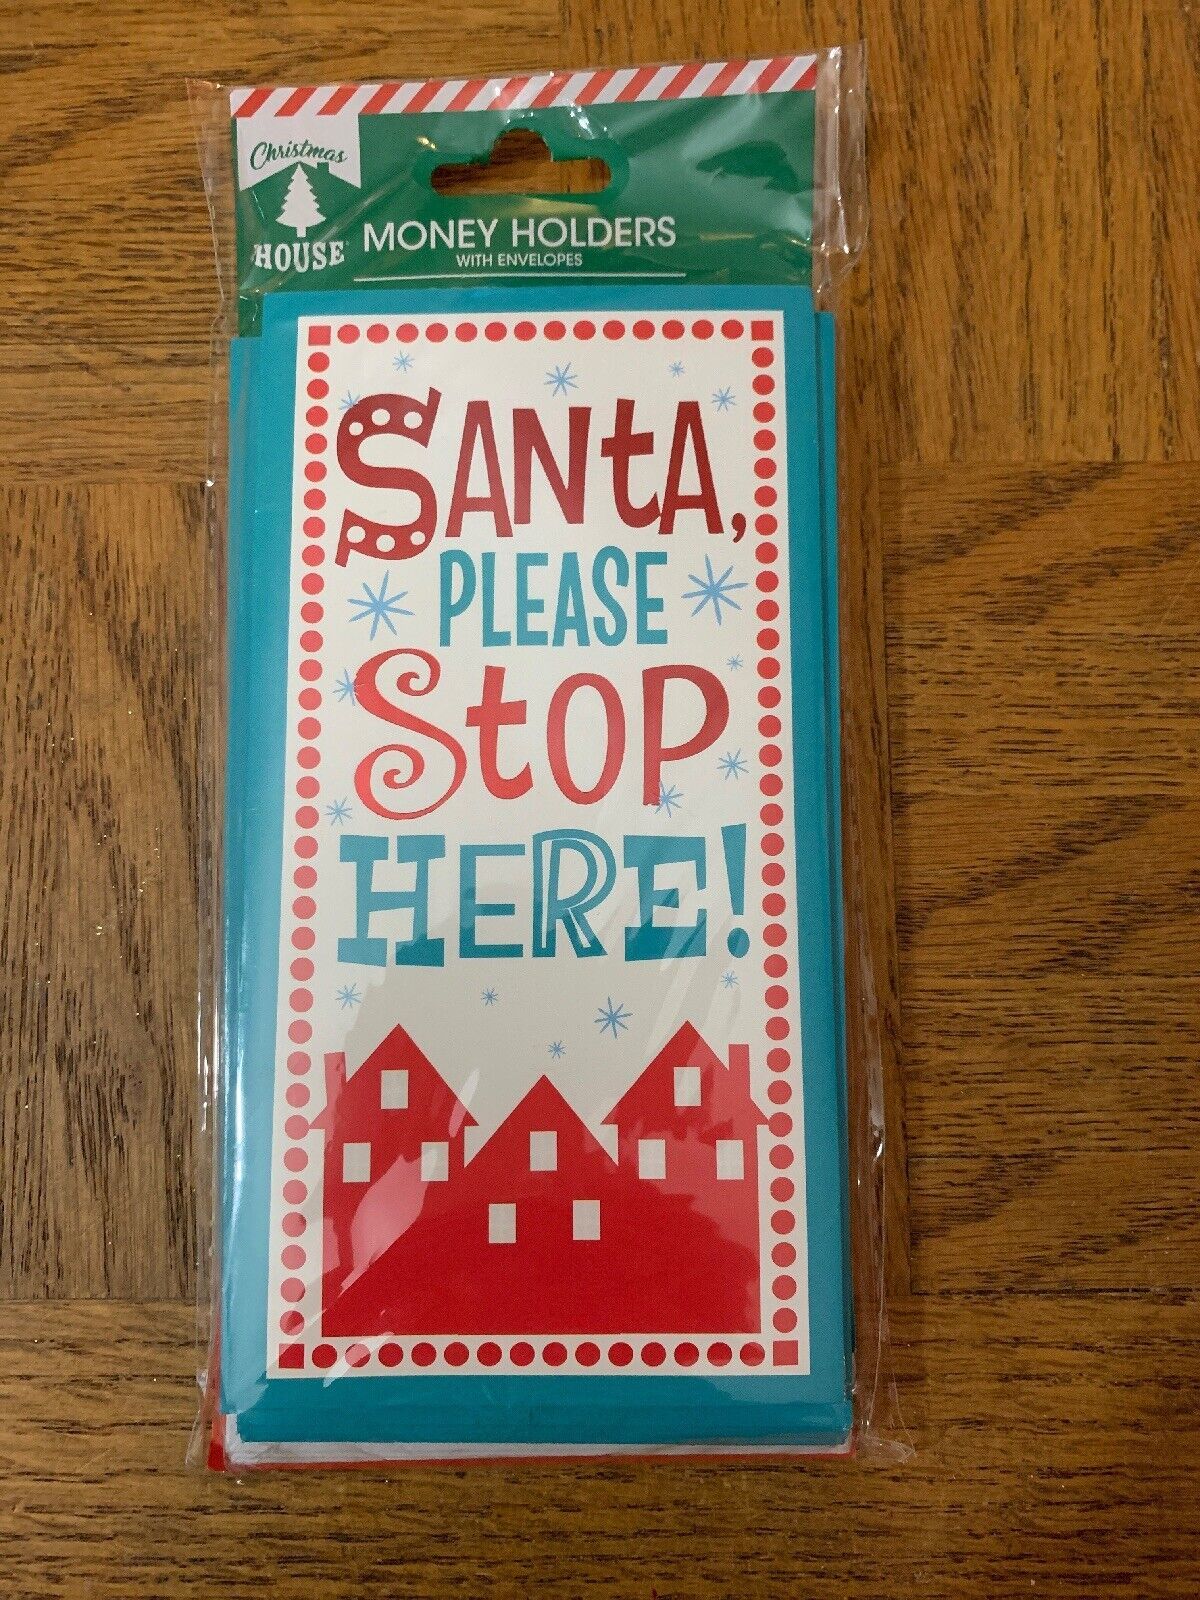 Christmas
HOUSE
MONEY HOLDERS
WITH ENVELOPES
SANtA,
PLEASE
StOP
HERE!